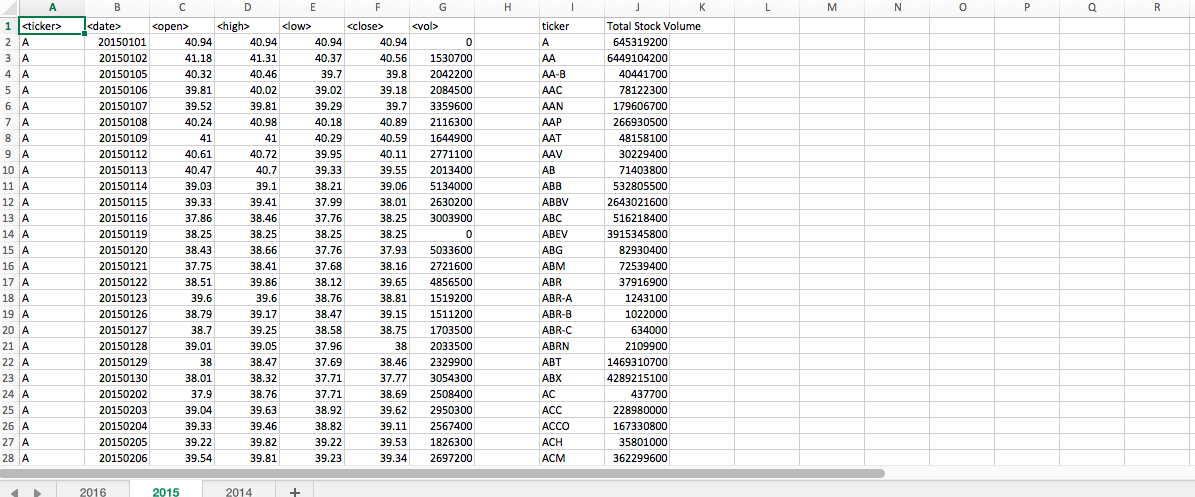 A B C D E F G H I J K L M N O P Q R
1 <ticker> <date> <open> <high> <low> <close> <vol> ticker Total Stock Volume
2 A 20150101 40.94 40.94 40.94 40.94 0 A 645319200
3 A 20150102 41.18 41.31 40.37 40.56 1530700 AA 6449104200
4 A 20150105 40.32 40.46 39.7 39.8 2042200 AA-B 40441700
5 A 20150106 39.81 40.02 39.02 39.18 2084500 AAC 78122300
6 A 20150107 39.52 39.81 39.29 39.7 3359600 AAN 179606700
7 A 20150108 40.24 40.98 40.18 40.89 2116300 AAP 266930500
8 A 20150109 41 41 40.29 40.59 1644900 AAT 48158100
9 A 20150112 40.61 40.72 39.95 40.11 2771100 AAV 30229400
10 A 20150113 40.47 40.7 39.33 39.55 2013400 AB 71403800
11 A 20150114 39.03 39.1 38.21 39.06 5134000 ABB 532805500
12 A 20150115 39.33 39.41 37.99 38.01 2630200 ABBV 2643021600
13 A 20150116 37.86 38.46 37.76 38.25 3003900 ABC 516218400
14 A 20150119 38.25 38.25 38.25 38.25 0 ABEV 3915345800
15 A 20150120 38.43 38.66 37.76 37.93 5033600 ABG 82930400
16 A 20150121 37.75 38.41 37.68 38.16 2721600 ABM 72539400
17 A 20150122 38.51 39.86 38.12 39.65 4856500 ABR 37916900
18 A 20150123 39.6 39.6 38.76 38.81 1519200 ABR-A 1243100
19 A 20150126 38.79 39.17 38.47 39.15 1511200 ABR-B 1022000
20 A 20150127 38.7 39.25 38.58 38.75 1703500 ABR-C 634000
21 A 20150128 39.01 39.05 37.96 38 2033500 ABRN 2109900
22 A 20150129 38 38.47 37.69 38.46 2329900 ABT 1469310700
23 A 20150130 38.01 38.32 37.71 37.77 3054300 ABX 4289215100
24 A 20150202 37.9 38.76 37.71 38.69 2508400 AC 437700
25 A 20150203 39.04 39.63 38.92 39.62 2950300 ACC 228980000
26 A 20150204 39.33 39.46 38.82 39.11 2567400 ACCO 167330800
27 A 20150205 39.22 39.82 39.22 39.53 1826300 ACH 35801000
28 A 20150206 39.54 39.81 39.23 39.34 2697200 ACM 362299600
2016 2015 2014 +